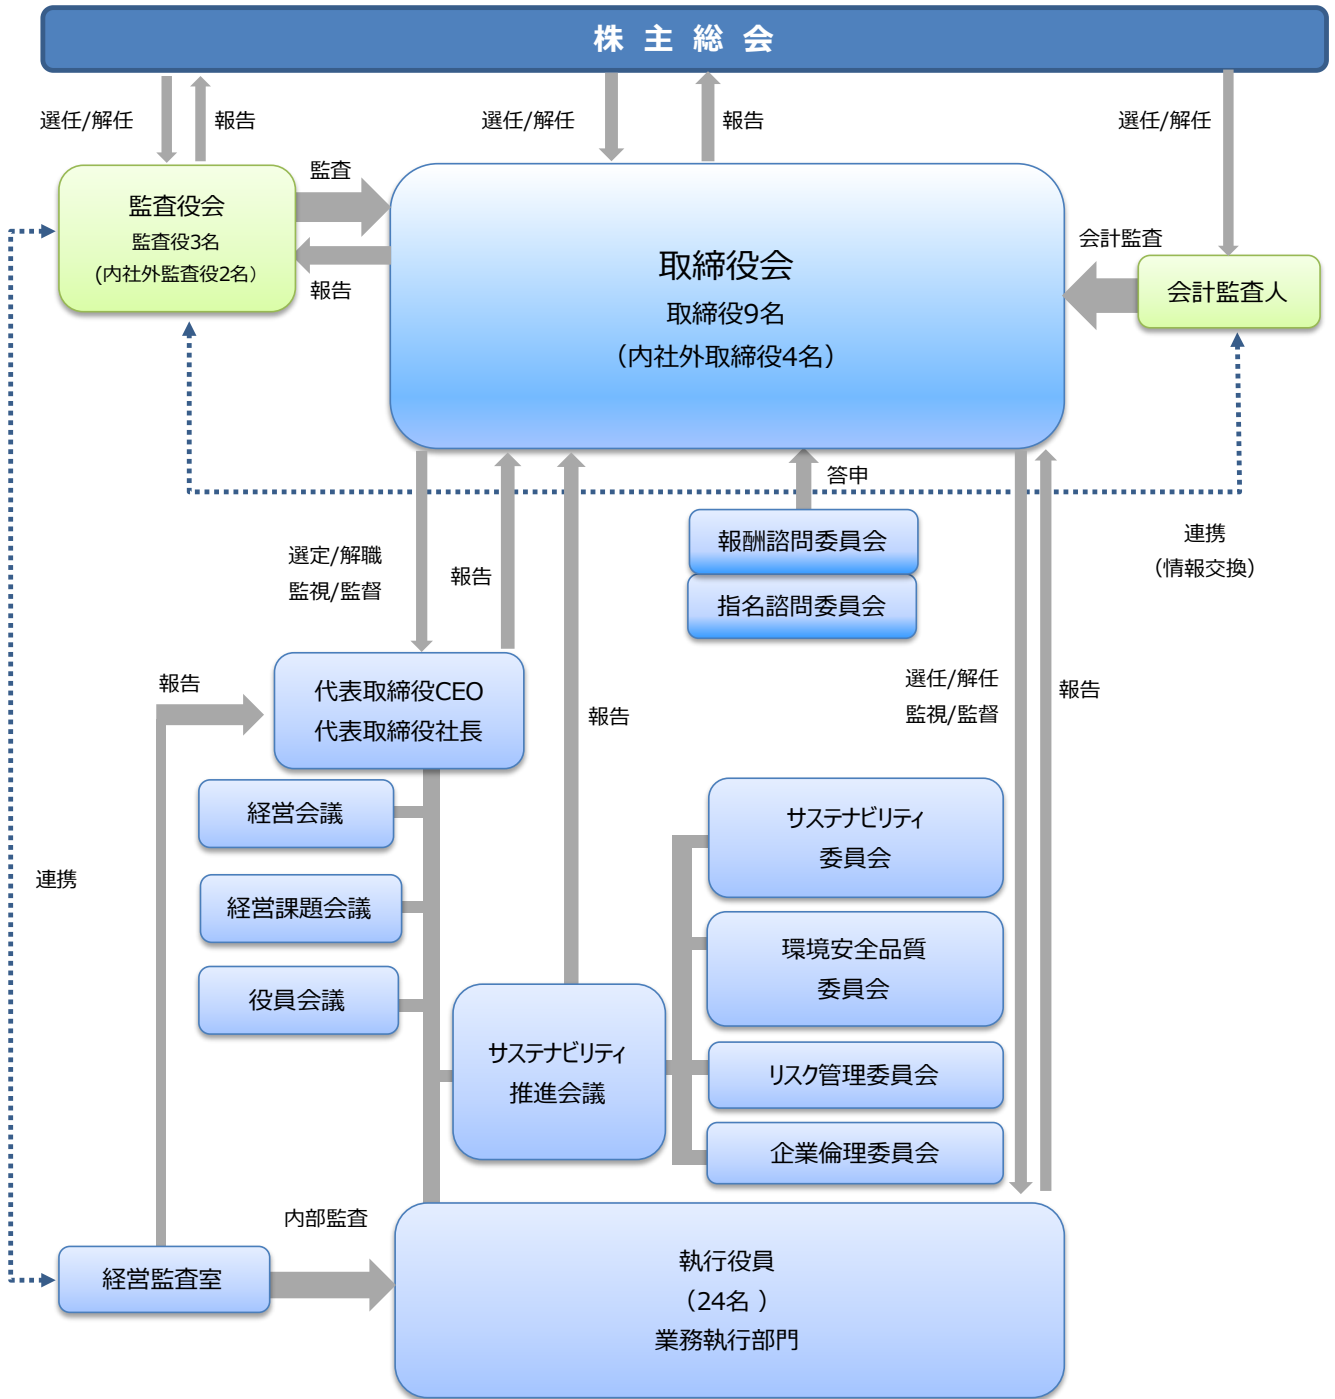 株主総会
選任/解任
報告
選任/解任
報告
選任/解任
監査役会
監査役3名
(内社外監査役2名)
監査
報告
取締役会
取締役9名
（内社外取締役4名）
会計監査
会計監査人
答申
報酬諮問委員会
指名諮問委員会
連携
（情報交換）
選定/解職
監視/監督
報告
報告
代表取締役CEO
代表取締役社長
報告
選任/解任
監視/監督
報告
経営会議
経営課題会議
役員会議
連携
サステナビリティ
推進会議
サステナビリティ
委員会
環境安全品質
委員会
リスク管理委員会
企業倫理委員会
内部監査
経営監査室
執行役員
（24名 ）
業務執行部門